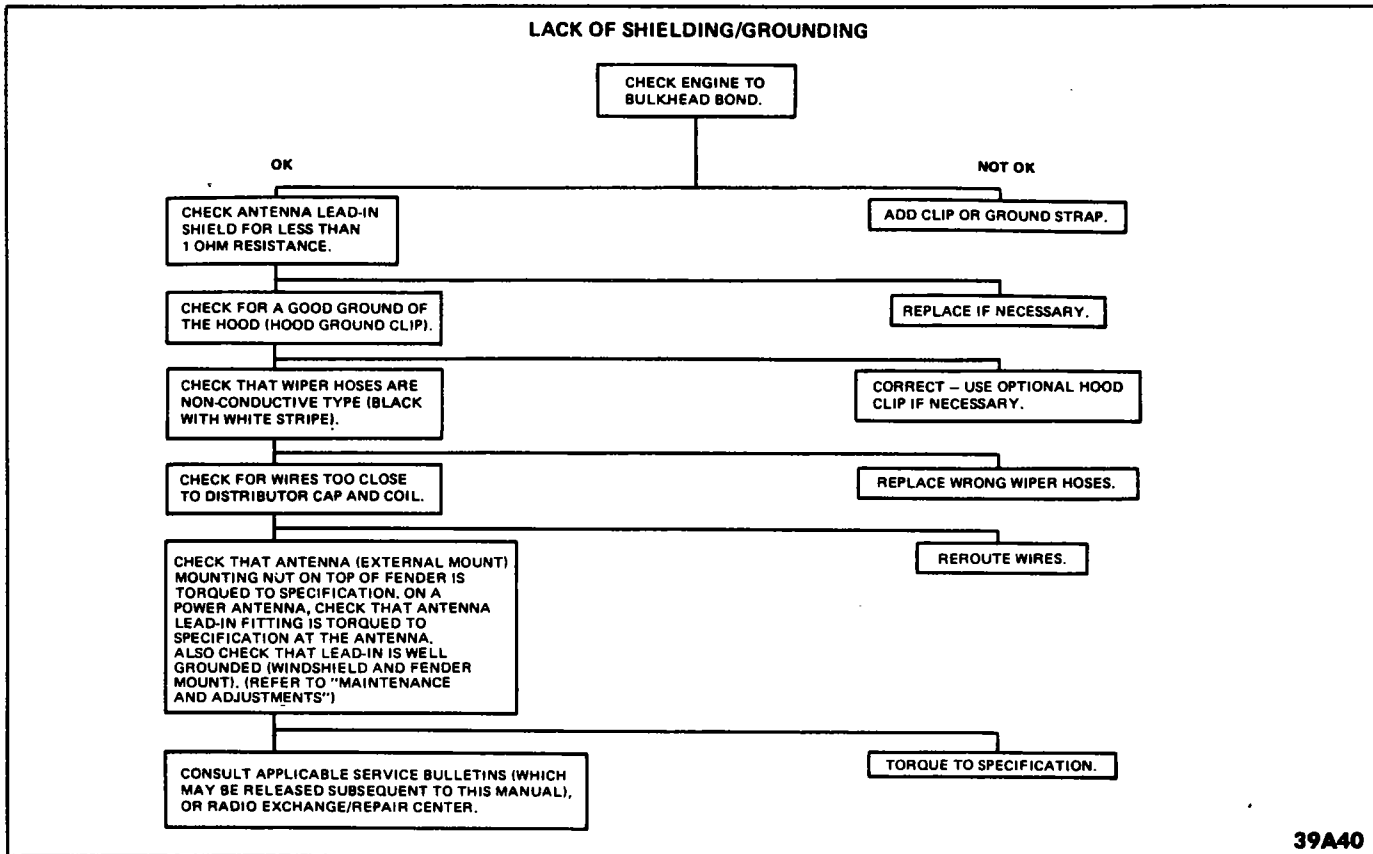 LACK OF SHIELDING/GROUNDING
CHECK ENGINE TO
BULKHEAD BOND.
OK
NOT OK
CHECK ANTENNA LEAD-IN
SHIELD FOR LESS THAN
1 OHM RESISTANCE.
ADD CLIP OR GROUND STRAP.
CHECK FOR A GOOD GROUND OF
THE HOOD (HOOD GROUND CLIP).
REPLACE IF NECESSARY.
CHECK THAT WIPER HOSES ARE
NON-CONDUCTIVE TYPE (BLACK
WITH WHITE STRIPE).
CORRECT – USE OPTIONAL HOOD
CLIP IF NECESSARY.
CHECK FOR WIRES TOO CLOSE
TO DISTRIBUTOR CAP AND COIL.
REPLACE WRONG WIPER HOSES.
CHECK THAT ANTENNA (EXTERNAL MOUNT)
MOUNTING NUT ON TOP OF FENDER IS
TORQUED TO SPECIFICATION. ON A
POWER ANTENNA, CHECK THAT ANTENNA
LEAD-IN FITTING IS TORQUED TO
SPECIFICATION AT THE ANTENNA.
ALSO CHECK THAT LEAD-IN IS WELL
GROUNDED (WINDSHIELD AND FENDER
MOUNT). (REFER TO "MAINTENANCE
AND ADJUSTMENTS")
REROUTE WIRES.
CONSULT APPLICABLE SERVICE BULLETINS (WHICH
MAY BE RELEASED SUBSEQUENT TO THIS MANUAL),
OR RADIO EXCHANGE/REPAIR CENTER.
TORQUE TO SPECIFICATION.
39A40